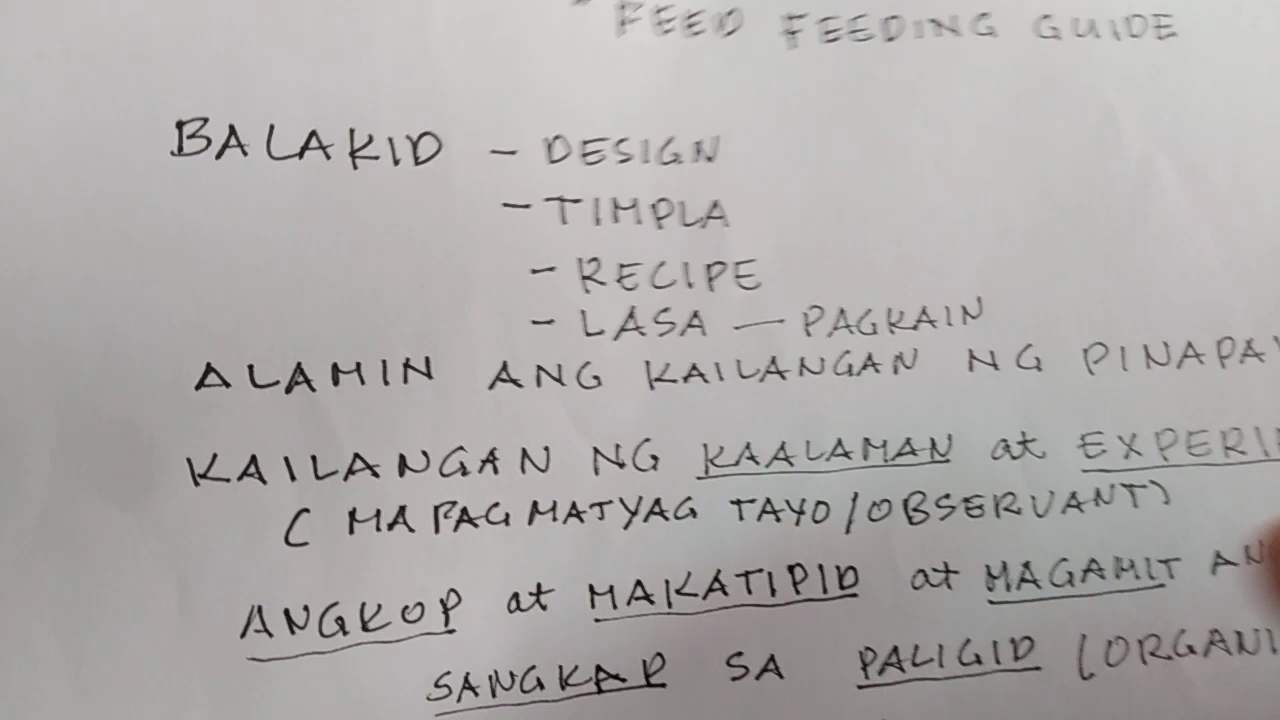 FEED FEEDING GUIDE
BALAKID - DESIGN
- TIMPLA
- RECIPE
- LASA — PAGKAIN
ALAMIN ANG KAILANGAN NG
KAILANGAN NG KAALAMAN at
( MAPAGMATYAG TAYO/OBSERVANT)
ANGKOP at MAKATIPID at MAGAMIT
SANGKAP SA PALIGID